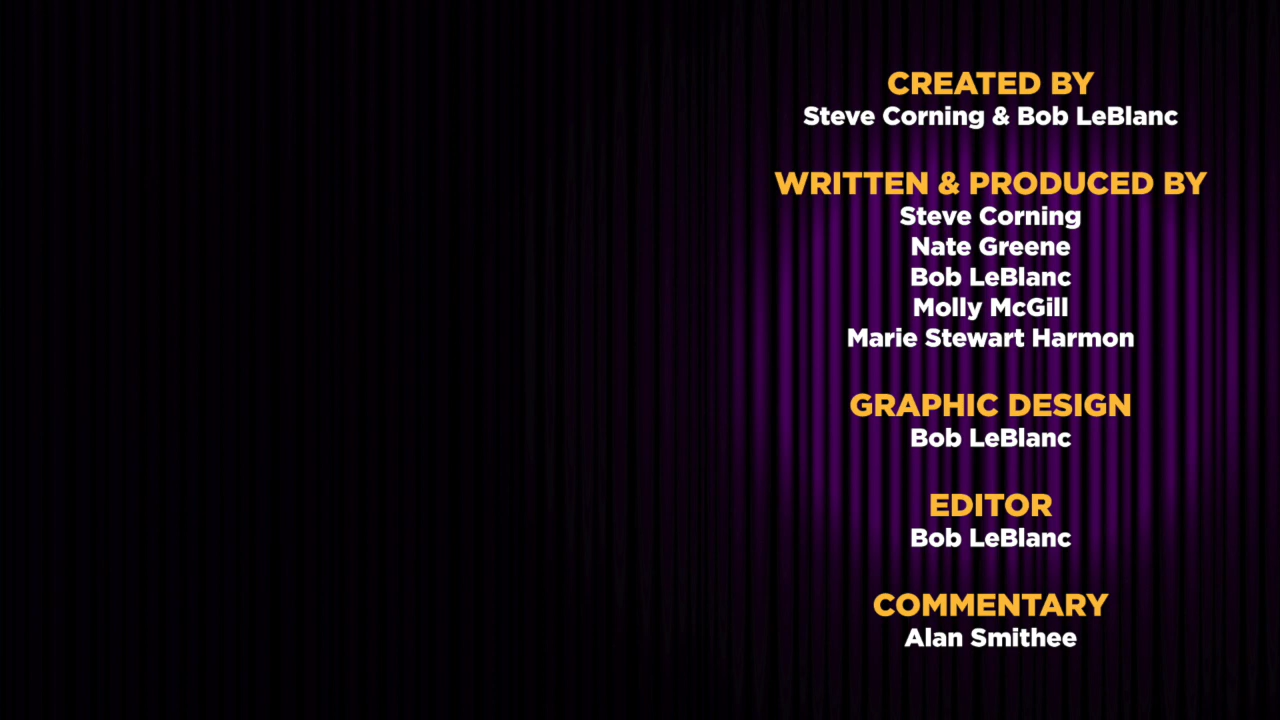 CREATED BY
Steve Corning & Bob LeBlanc
WRITTEN & PRODUCED BY
Steve Corning
Nate Greene
Bob LeBlanc
Molly McGill
Marie Stewart Harmon
GRAPHIC DESIGN
Bob LeBlanc
EDITOR
Bob LeBlanc
COMMENTARY
Alan Smithee